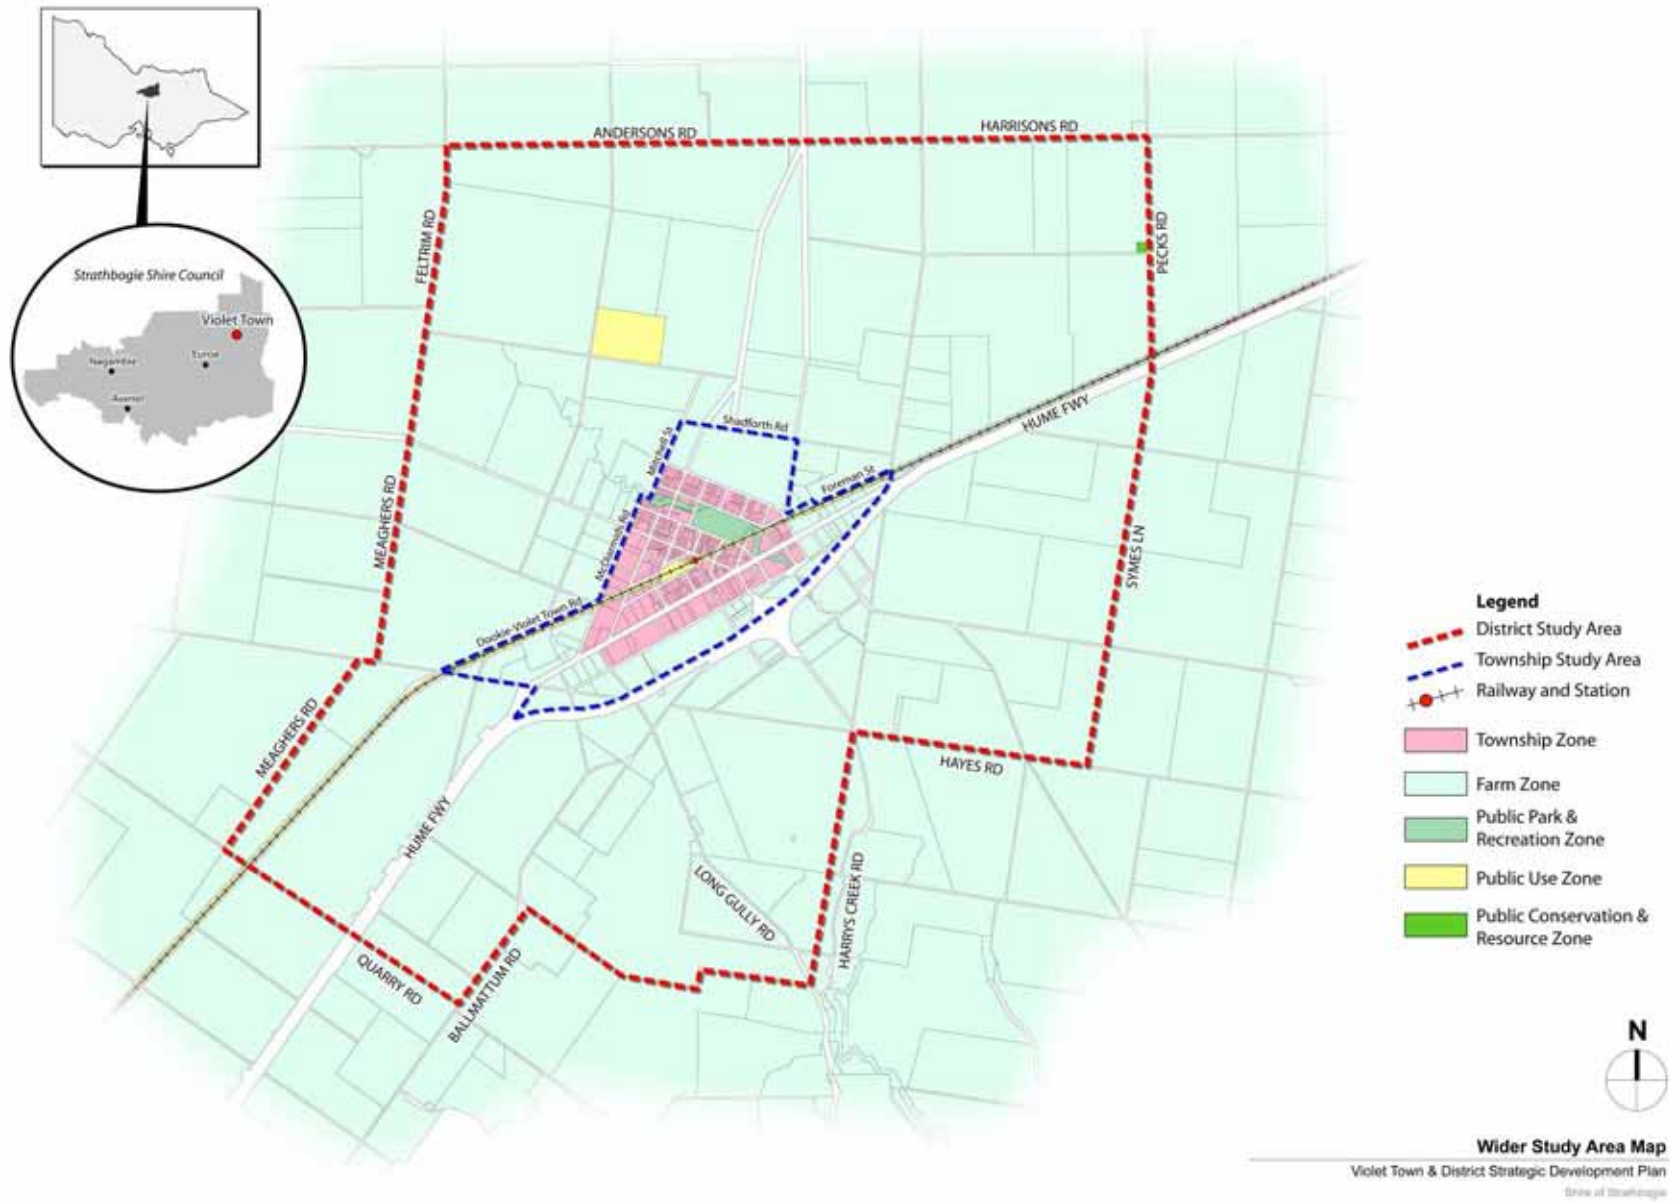 ANDERSONS RD
HARRISONS RD
FELTRIM RD
PECKS RD
Strathbogie Shire Council
Violet Town
Nagambie
Euroa
Avenel
HUME FWY
Shadforth Rd
Mitchell St
Foreman St
McDiarmids Rd
MEAGHERS RD
SYMES LN
Dookie-Violet Town Rd
MEAGHERS RD
HAYES RD
HUME FWY
LONG GULLY RD
HARRYS CREEK RD
QUARRY RD
BALLMATTUM RD
Legend
District Study Area
Township Study Area
Railway and Station
Township Zone
Farm Zone
Public Park &
Recreation Zone
Public Use Zone
Public Conservation &
Resource Zone
N
Wider Study Area Map
Violet Town & District Strategic Development Plan
Shire of Strathbogie